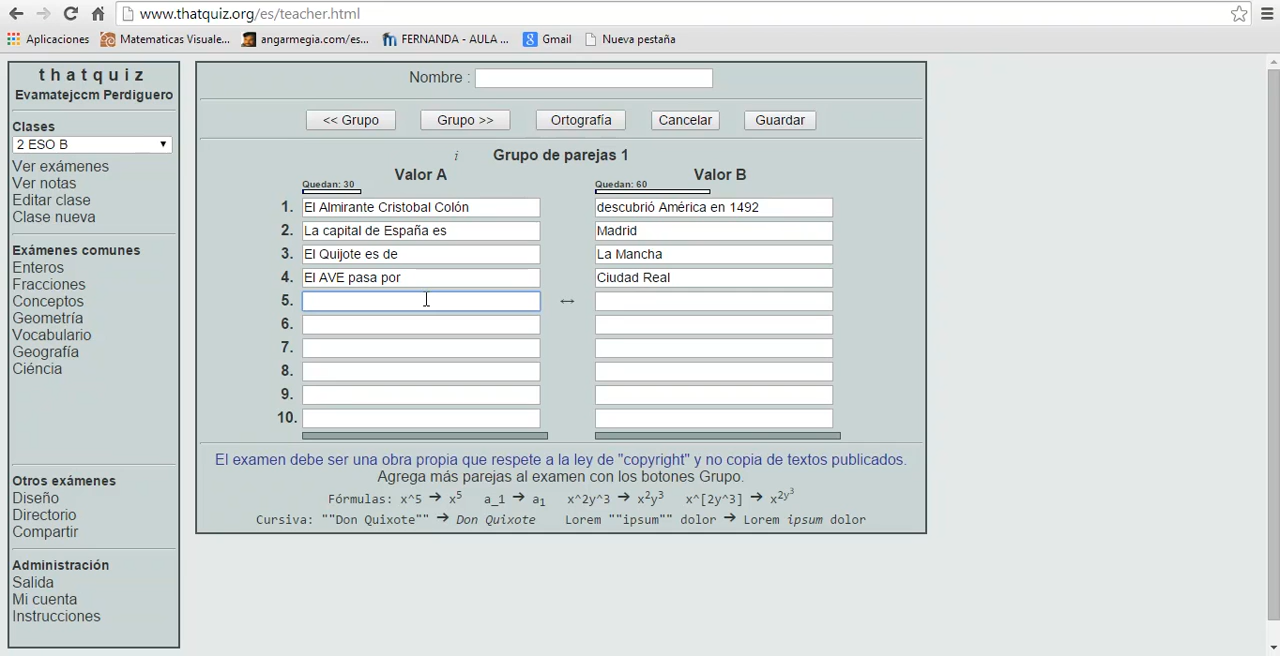 www.thatquiz.org/es/teacher.html
Aplicaciones Matematicas Visuale... angarmegia.com/es... FERNANDA - AULA ... Gmail Nueva pestaña
thatquiz
Evamatejccm Perdiguero
Clases
2 ESO B
Ver exámenes
Ver notas
Editar clase
Clase nueva
Exámenes comunes
Enteros
Fracciones
Conceptos
Geometría
Vocabulario
Geografía
Ciéncia
Otros exámenes
Diseño
Directorio
Compartir
Administración
Salida
Mi cuenta
Instrucciones
Nombre :
<< Grupo Grupo >> Ortografía Cancelar Guardar
i Grupo de parejas 1
Valor A Valor B
Quedan: 30 Quedan: 60
1. El Almirante Cristobal Colón descubrió América en 1492
2. La capital de España es Madrid
3. El Quijote es de La Mancha
4. El AVE pasa por Ciudad Real
5. ↔
6.
7.
8.
9.
10.
El examen debe ser una obra propia que respete a la ley de "copyright" y no copia de textos publicados.
Agrega más parejas al examen con los botones Grupo.
Fórmulas: x^5 → x⁵ a_1 → a₁ x^2y^3 → x²y³ x^[2y^3] → x^2y^3
Cursiva: ""Don Quixote"" → Don Quixote Lorem ""ipsum"" dolor → Lorem ipsum dolor